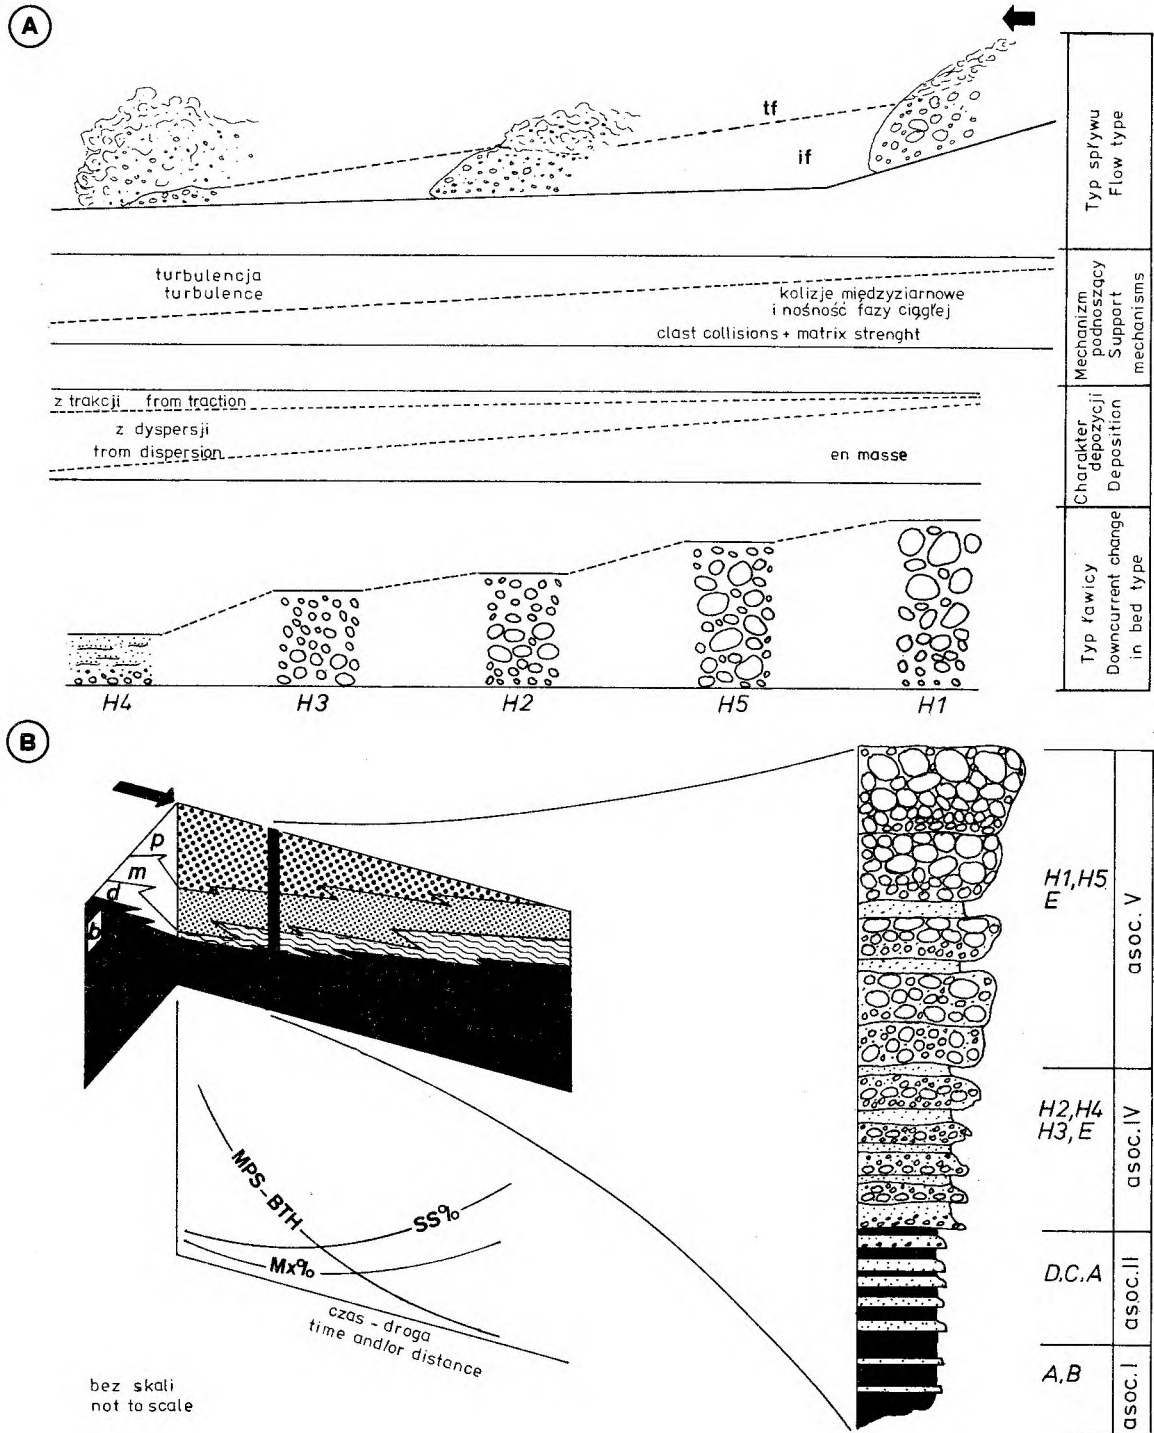 A
tf
if
Typ spływu
Flow type
turbulencja
turbulence
kolizje międzyziarnowe
i nośność fazy ciągłej
clast collisions + matrix strenght
Mechanizm
podnoszący
Support
mechanisms
z trakcji from traction
z dyspersji
trom dispersion
en masse
Charakter
depozycji
Deposition
Typ ławicy
Downcurrent change
in bed type
H4
H3
H2
H5
H1
B
p
m
d
b
MPS-BTH
SS%
Mx%
czas - droga
time and/or distance
bez skali
not to scale
H1, H5
E
asoc. V
H2, H4
H3, E
asoc. IV
D.C.A
asoc. II
A, B
asoc. I